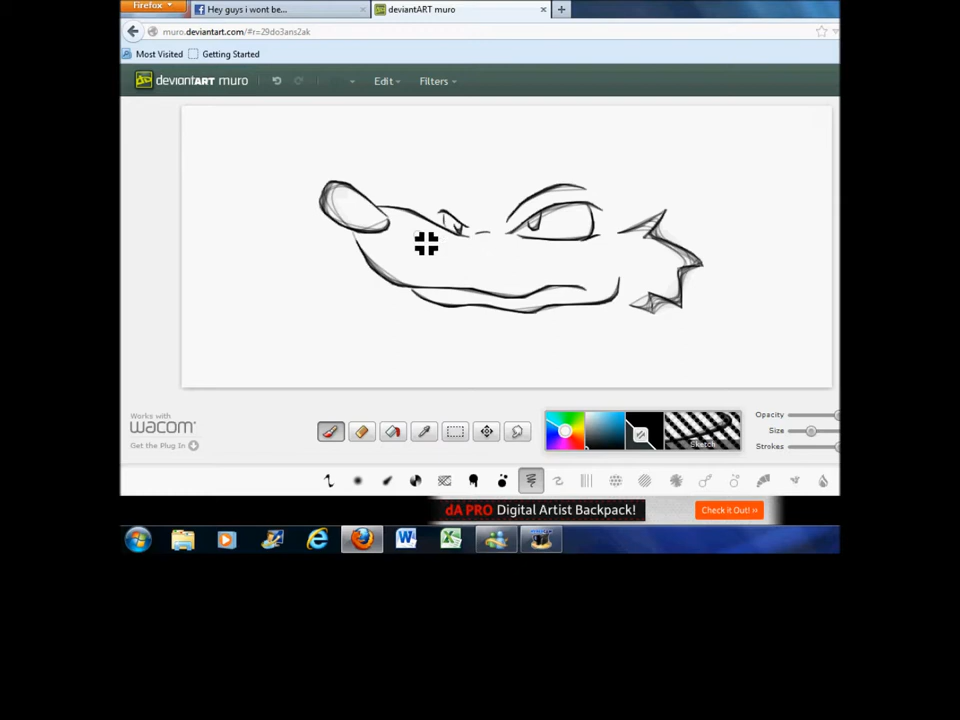 Firefox
Hey guys i wont be...
deviantART muro
muro.deviantart.com/#r=29do3ans2ak
Most Visited
Getting Started
deviantART muro
Edit
Filters
Works with
wacom
Get the Plug In
Sketch
Opacity
Size
Strokes
dA PRO Digital Artist Backpack!
Check it Out! »